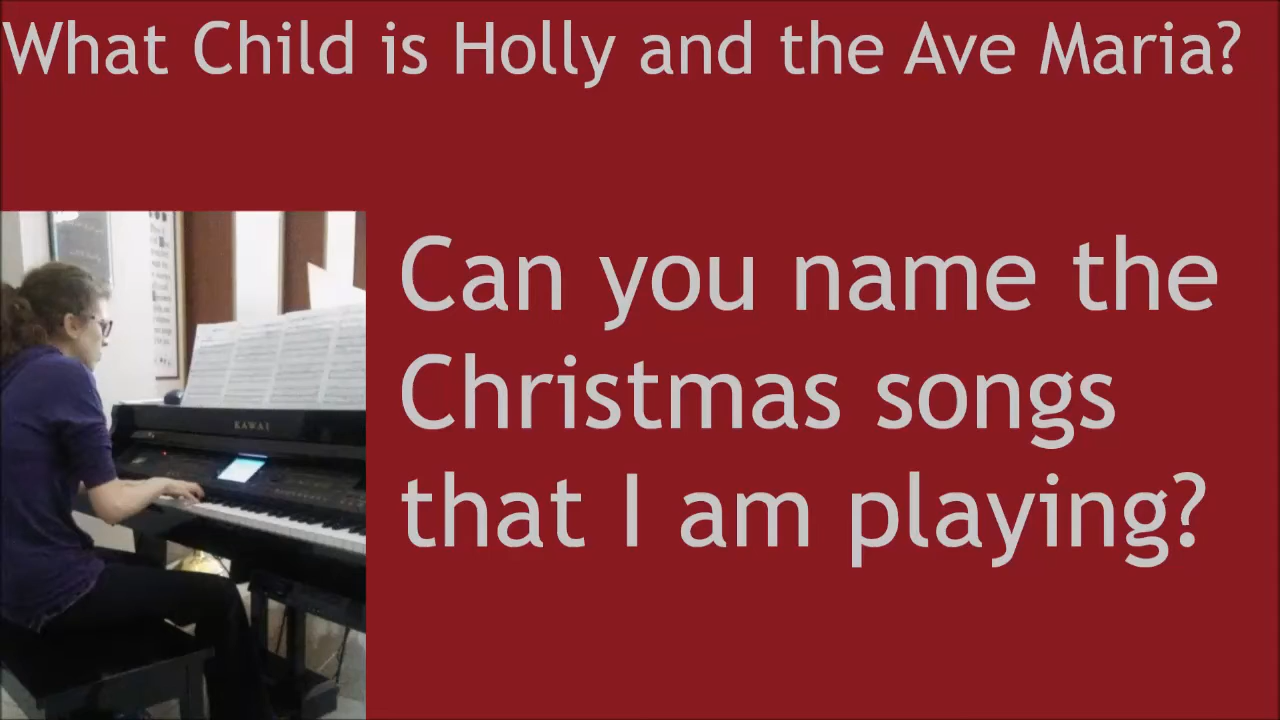 What Child is Holly and the Ave Maria?
Can you name the
Christmas songs
that I am playing?
KAWAI